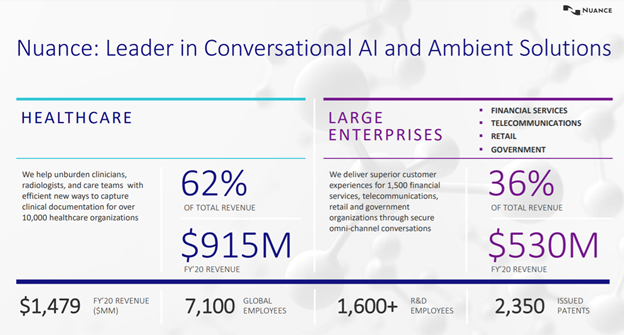 NUANCE
Nuance: Leader in Conversational AI and Ambient Solutions
HEALTHCARE
We help unburden clinicians,
radiologists, and care teams with
efficient new ways to capture
clinical documentation for over
10,000 healthcare organizations
62%
OF TOTAL REVENUE
$915M
FY'20 REVENUE
LARGE
ENTERPRISES
▪ FINANCIAL SERVICES
▪ TELECOMMUNICATIONS
▪ RETAIL
▪ GOVERNMENT
We deliver superior customer
experiences for 1,500 financial
services, telecommunications,
retail and government
organizations through secure
omni-channel conversations
36%
OF TOTAL REVENUE
$530M
FY'20 REVENUE
$1,479 FY'20 REVENUE
($MM)
7,100 GLOBAL
EMPLOYEES
1,600+ R&D
EMPLOYEES
2,350 ISSUED
PATENTS